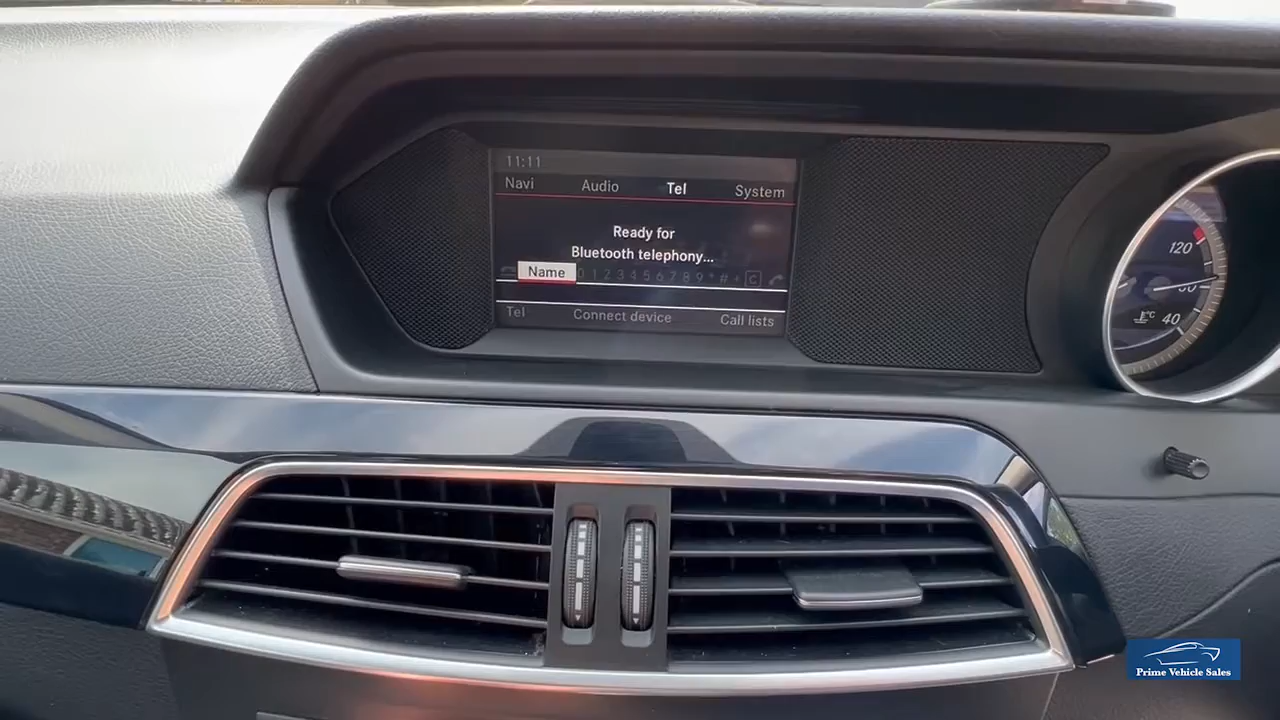 11:11
Navi Audio Tel System
Ready for
Bluetooth telephony...
Name 0 1 2 3 4 5 6 7 8 9 * # + C
Tel Connect device Call lists
120
°C 40
Prime Vehicle Sales